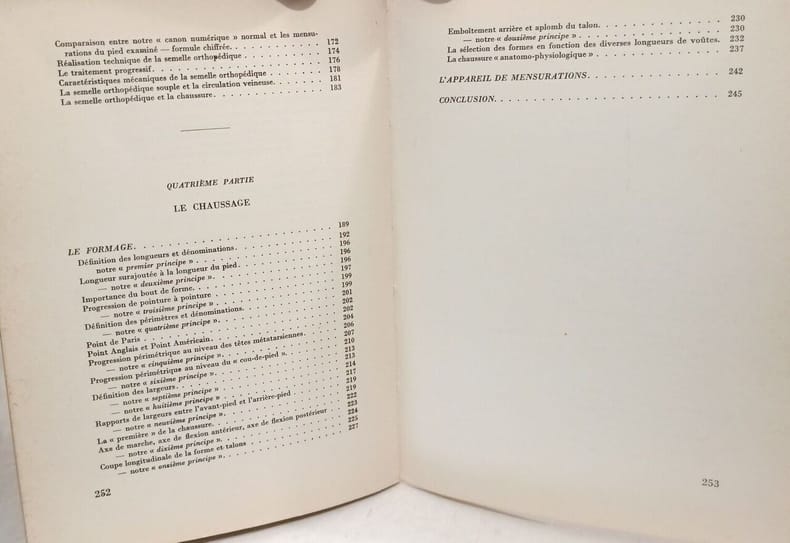 Comparaison entre notre « canon numérique » normal et les mensu-
rations du pied examiné — formule chiffrée. . . . . . . . . . . 172
Réalisation technique de la semelle orthopédique . . . . . . . . . . 174
Le traitement progressif. . . . . . . . . . . . . . . . . . . . 176
Caractéristiques mécaniques de la semelle orthopédique . . . . . . . 178
La semelle orthopédique souple et la circulation veineuse. . . . . . . 181
La semelle orthopédique et la chaussure. . . . . . . . . . . . . . 183
QUATRIÈME PARTIE
LE CHAUSSAGE
LE FORMAGE. . . . . . . . . . . . . . . . . . . . . . . 189
Définition des longueurs et dénominations. . . . . . . . . . . . . 192
notre « premier principe » . . . . . . . . . . . . . . . . . . 196
Longueur surajoutée à la longueur du pied. . . . . . . . . . . . . 196
— notre « deuxième principe ». . . . . . . . . . . . . . . . . 196
Importance du bout de forme. . . . . . . . . . . . . . . . . . 197
Progression de pointure à pointure . . . . . . . . . . . . . . . . 199
— notre « troisième principe » . . . . . . . . . . . . . . . . 199
Définition des périmètres et dénominations. . . . . . . . . . . . . 201
— notre « quatrième principe ». . . . . . . . . . . . . . . . 202
Point de Paris . . . . . . . . . . . . . . . . . . . . . . . 202
Point Anglais et Point Américain. . . . . . . . . . . . . . . . . 204
Progression périmétrique au niveau des têtes métatarsiennes. . . . . . 206
— notre « cinquième principe ». . . . . . . . . . . . . . . . 207
Progression périmétrique au niveau du « cou-de-pied ». . . . . . . . 210
— notre « sixième principe ». . . . . . . . . . . . . . . . . 213
Définition des largeurs. . . . . . . . . . . . . . . . . . . . . 213
— notre « septième principe » . . . . . . . . . . . . . . . . 214
— notre « huitième principe » . . . . . . . . . . . . . . . . 217
Rapports de largeurs entre l'avant-pied et l'arrière-pied . . . . . . . 219
— notre « neuvième principe ». . . . . . . . . . . . . . . . . 219
La « première » de la chaussure. . . . . . . . . . . . . . . . . 222
Axe de marche, axe de flexion antérieur, axe de flexion postérieur . . . 223
— notre « dixième principe ». . . . . . . . . . . . . . . . . 224
Coupe longitudinale de la forme et talons . . . . . . . . . . . . . 225
— notre « onzième principe ». . . . . . . . . . . . . . . . . 227
252
Emboîtement arrière et aplomb du talon. . . . . . . . . . . . . . 230
— notre « douzième principe » . . . . . . . . . . . . . . . . 230
La sélection des formes en fonction des diverses longueurs de voûtes. 232
La chaussure « anatomo-physiologique » . . . . . . . . . . . . . . 237
L'APPAREIL DE MENSURATIONS. . . . . . . . . . . . . . . 242
CONCLUSION. . . . . . . . . . . . . . . . . . . . . . . 245
253